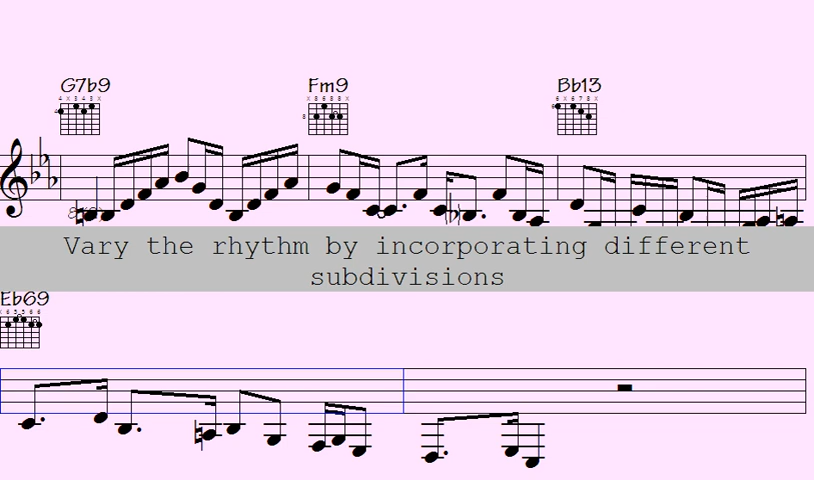 G7b9 Fm9 Bb13
Vary the rhythm by incorporating different
subdivisions
Eb69